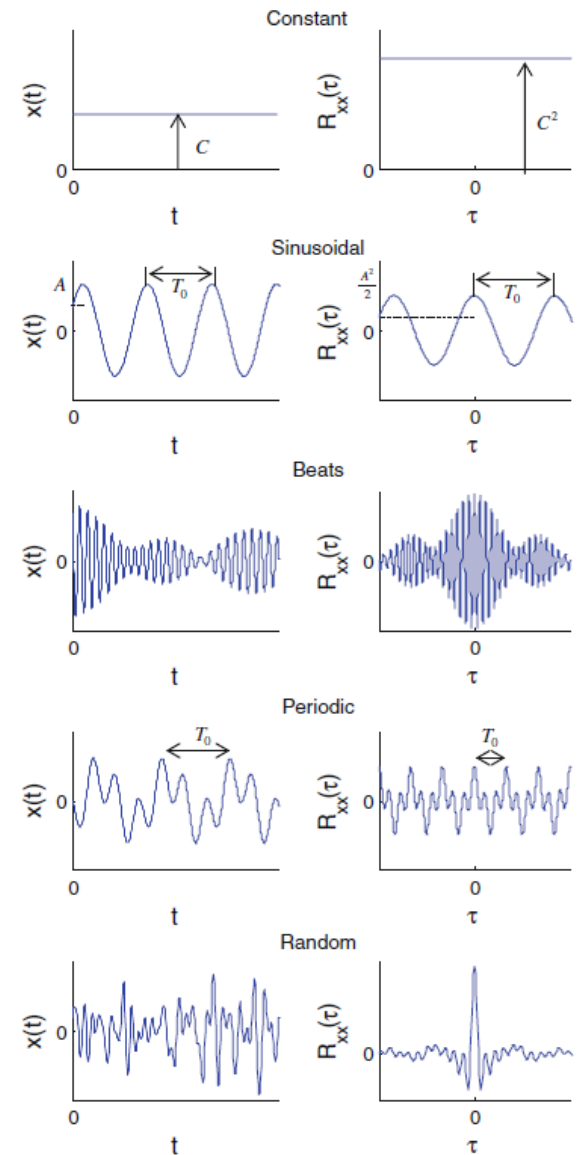 Constant
x(t)
C
0
0
t
R_xx(τ)
C²
0
0
τ
Sinusoidal
x(t)
A
T₀
0
0
t
R_xx(τ)
A²/2
T₀
0
0
τ
Beats
x(t)
0
0
t
R_xx(τ)
0
0
τ
Periodic
x(t)
T₀
0
0
t
R_xx(τ)
T₀
0
0
τ
Random
x(t)
0
0
t
R_xx(τ)
0
0
τ